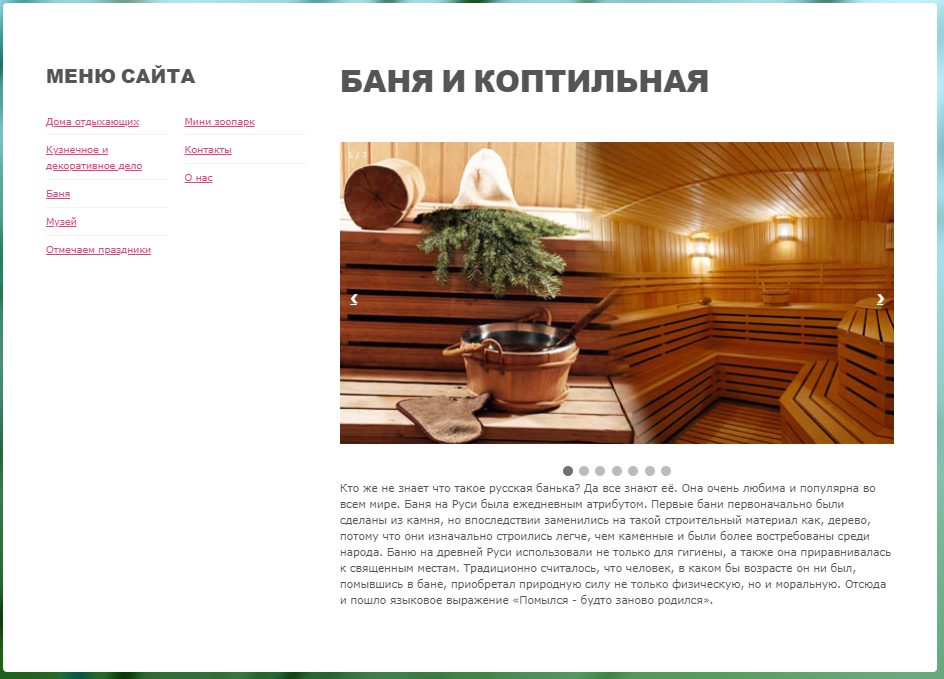 МЕНЮ САЙТА
Дома отдыхающих
Кузнечное и
декоративное дело
Баня
Музей
Отмечаем праздники
Мини зоопарк
Контакты
О нас
БАНЯ И КОПТИЛЬНАЯ
1 / 7
‹ ›
Кто же не знает что такое русская банька? Да все знают её. Она очень любима и популярна во
всем мире. Баня на Руси была ежедневным атрибутом. Первые бани первоначально были
сделаны из камня, но впоследствии заменились на такой строительный материал как, дерево,
потому что они изначально строились легче, чем каменные и были более востребованы среди
народа. Баню на древней Руси использовали не только для гигиены, а также она приравнивалась
к священным местам. Традиционно считалось, что человек, в каком бы возрасте он ни был,
помывшись в бане, приобретал природную силу не только физическую, но и моральную. Отсюда
и пошло языковое выражение «Помылся - будто заново родился».